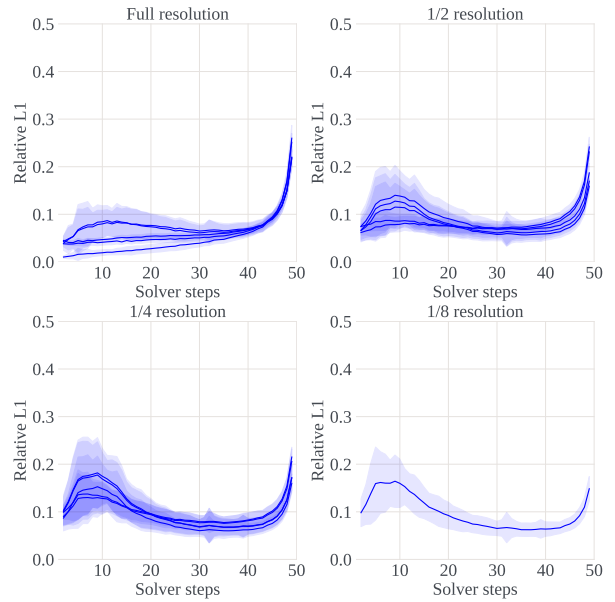 Full resolution
0.5
0.4
0.3
0.2
0.1
0.0
Relative L1
10 20 30 40 50
Solver steps
1/2 resolution
0.5
0.4
0.3
0.2
0.1
0.0
Relative L1
10 20 30 40 50
Solver steps
1/4 resolution
0.5
0.4
0.3
0.2
0.1
0.0
Relative L1
10 20 30 40 50
Solver steps
1/8 resolution
0.5
0.4
0.3
0.2
0.1
0.0
Relative L1
10 20 30 40 50
Solver steps